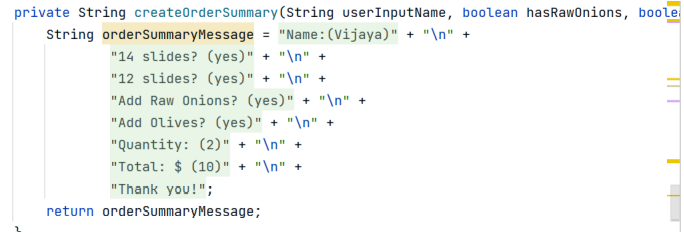 private String createOrderSummary(String userInputName, boolean hasRawOnions,
String orderSummaryMessage = "Name:(Vijaya)" + "\n" +
"14 slides? (yes)" + "\n" +
"12 slides? (yes)" + "\n" +
"Add Raw Onions? (yes)" + "\n" +
"Add Olives? (yes)" + "\n" +
"Quantity: (2)" + "\n" +
"Total: $ (10)" + "\n" +
"Thank you!";
return orderSummaryMessage;
}